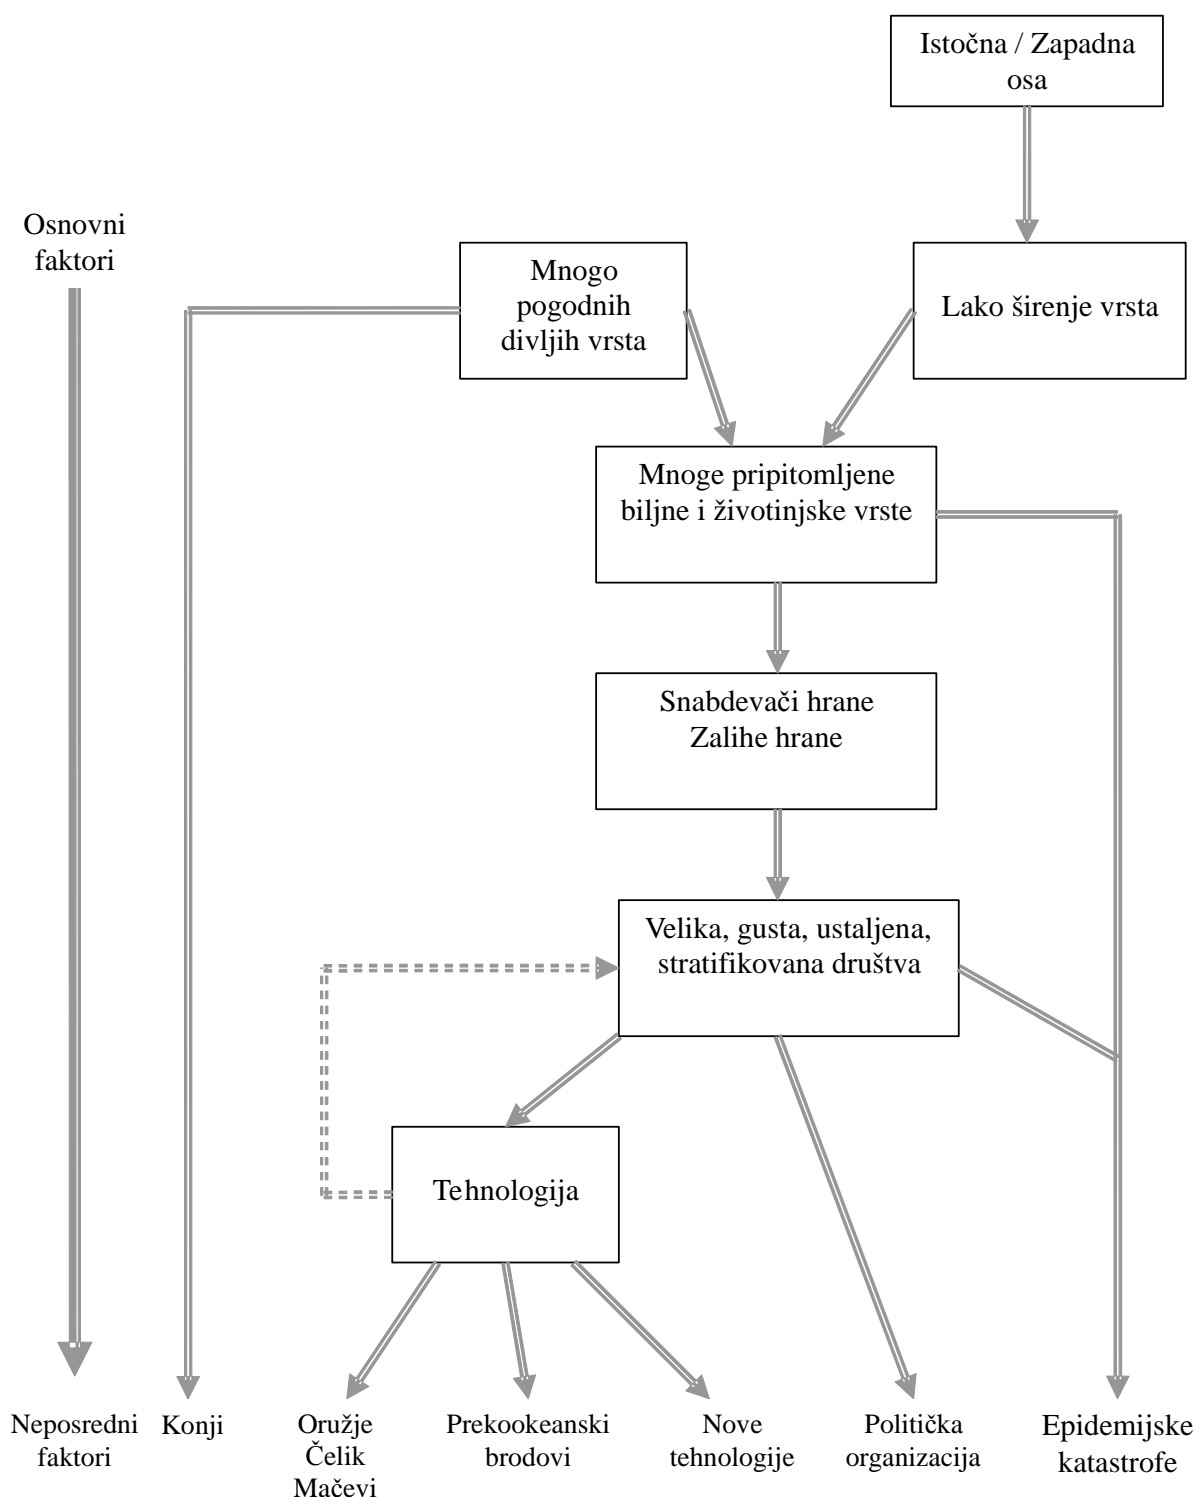 Istočna / Zapadna
osa
Osnovni
faktori
Mnogo
pogodnih
divljih vrsta
Lako širenje vrsta
Mnoge pripitomljene
biljne i životinjske vrste
Snabdevači hrane
Zalihe hrane
Velika, gusta, ustaljena,
stratifikovana društva
Tehnologija
Neposredni
faktori
Konji
Oružje
Čelik
Mačevi
Prekookeanski
brodovi
Nove
tehnologije
Politička
organizacija
Epidemijske
katastrofe